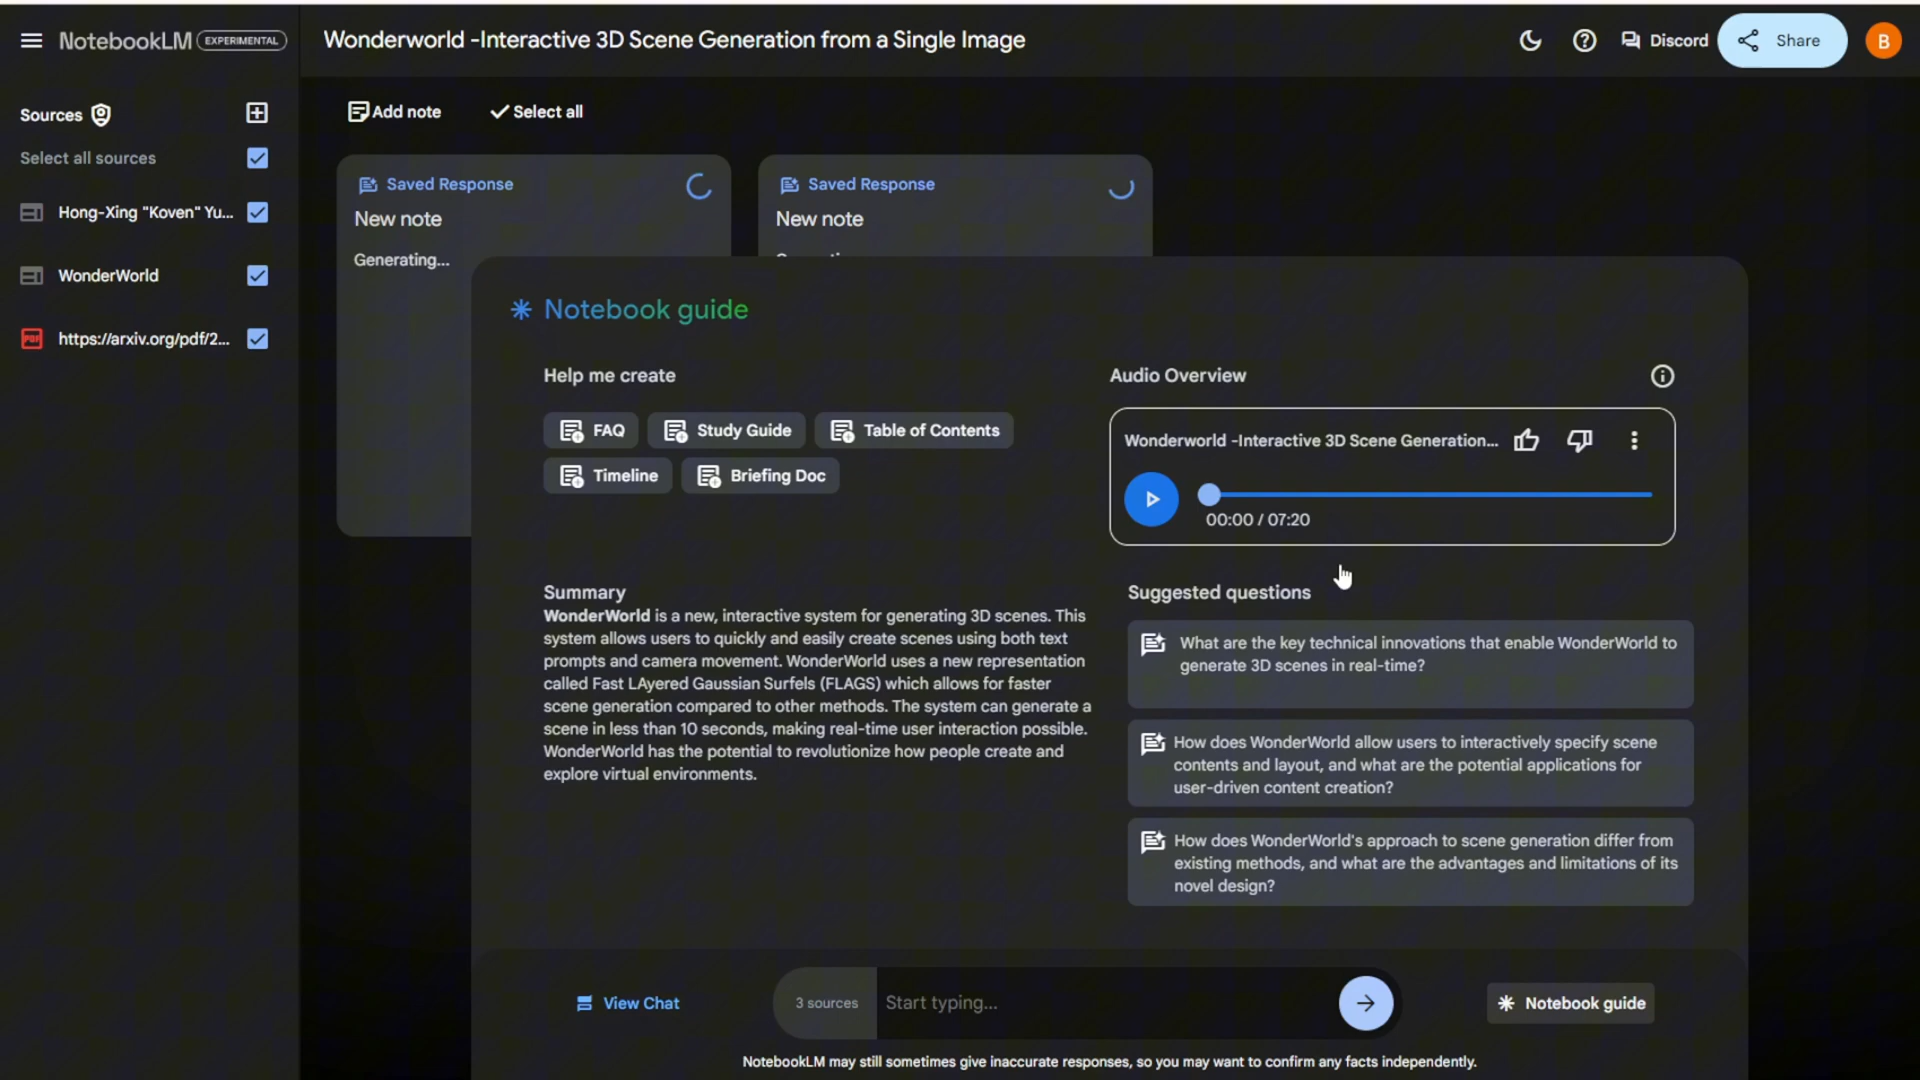 NotebookLM EXPERIMENTAL
Wonderworld -Interactive 3D Scene Generation from a Single Image
Discord
Share
B
Sources
Select all sources
Hong-Xing "Koven" Yu...
WonderWorld
PDF
https://arxiv.org/pdf/2...
Add note
Select all
Saved Response
New note
Generating...
Saved Response
New note
Notebook guide
Help me create
FAQ
Study Guide
Table of Contents
Timeline
Briefing Doc
Audio Overview
Wonderworld -Interactive 3D Scene Generation...
00:00 / 07:20
Summary
WonderWorld is a new, interactive system for generating 3D scenes. This
system allows users to quickly and easily create scenes using both text
prompts and camera movement. WonderWorld uses a new representation
called Fast LAyered Gaussian Surfels (FLAGS) which allows for faster
scene generation compared to other methods. The system can generate a
scene in less than 10 seconds, making real-time user interaction possible.
WonderWorld has the potential to revolutionize how people create and
explore virtual environments.
Suggested questions
What are the key technical innovations that enable WonderWorld to
generate 3D scenes in real-time?
How does WonderWorld allow users to interactively specify scene
contents and layout, and what are the potential applications for
user-driven content creation?
How does WonderWorld's approach to scene generation differ from
existing methods, and what are the advantages and limitations of its
novel design?
View Chat
3 sources
Start typing...
Notebook guide
NotebookLM may still sometimes give inaccurate responses, so you may want to confirm any facts independently.